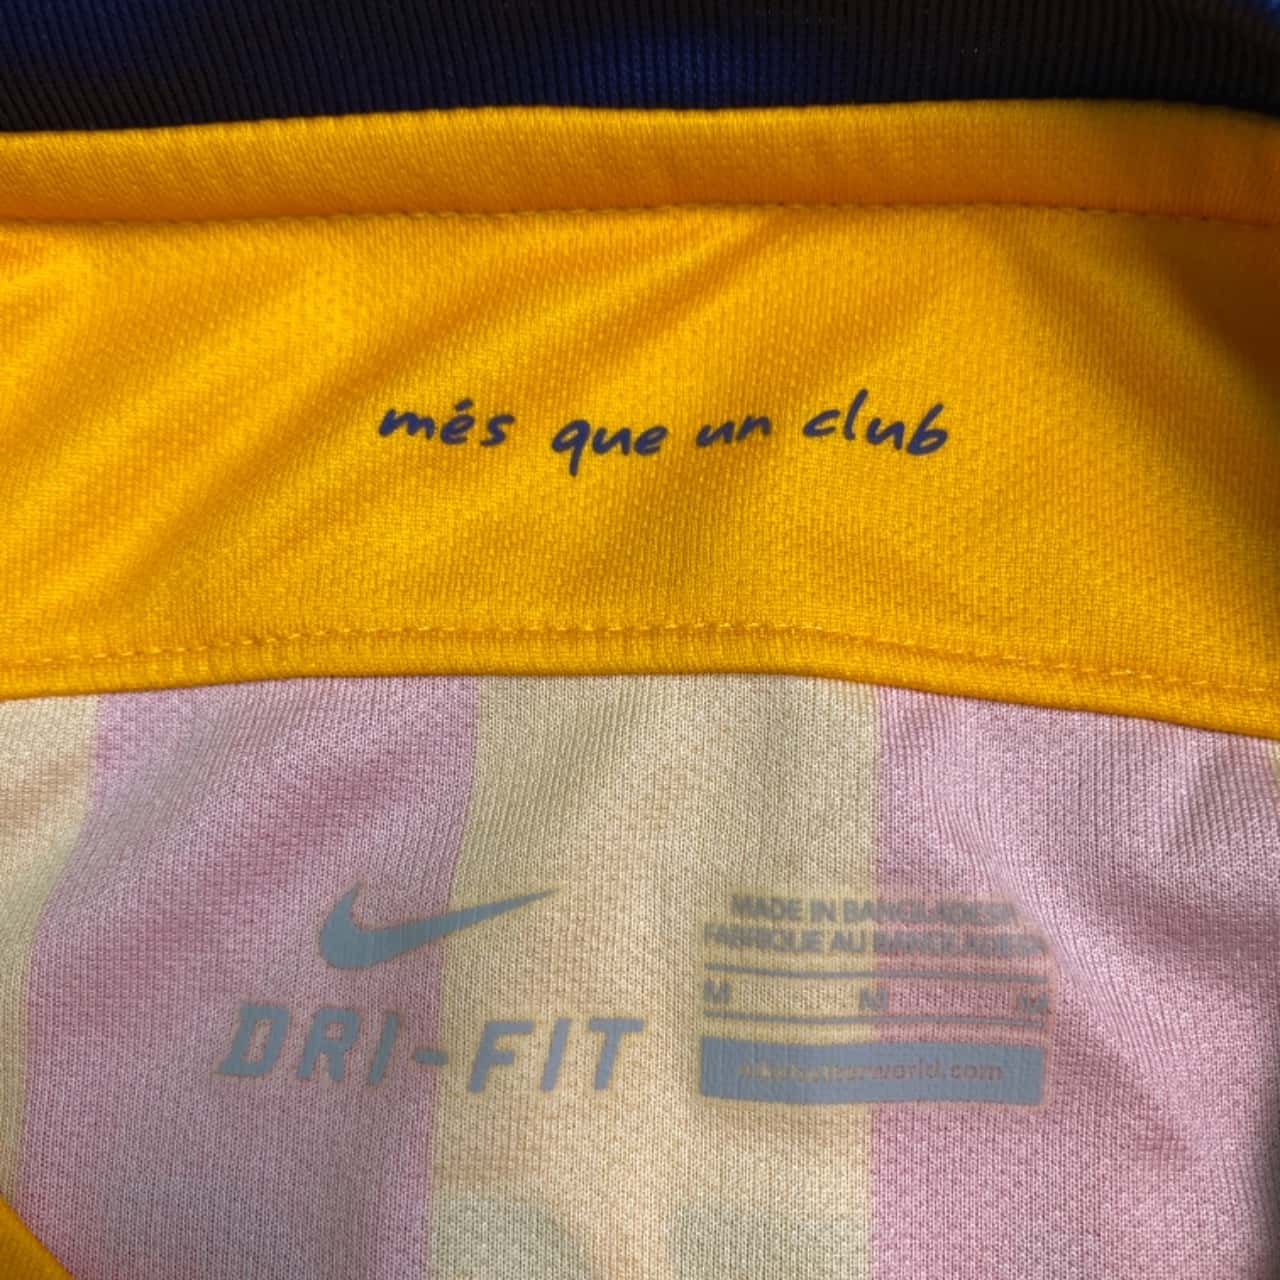 més que un club
DRI-FIT
MADE IN BANGLADESH
FABRIQUE AU BANGLADESH
M M M